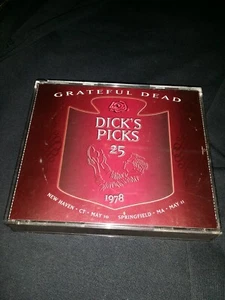 GRATEFUL DEAD
DICK'S PICKS
25
1978
NEW HAVEN • CT • MAY 10 & SPRINGFIELD • MA • MAY 11